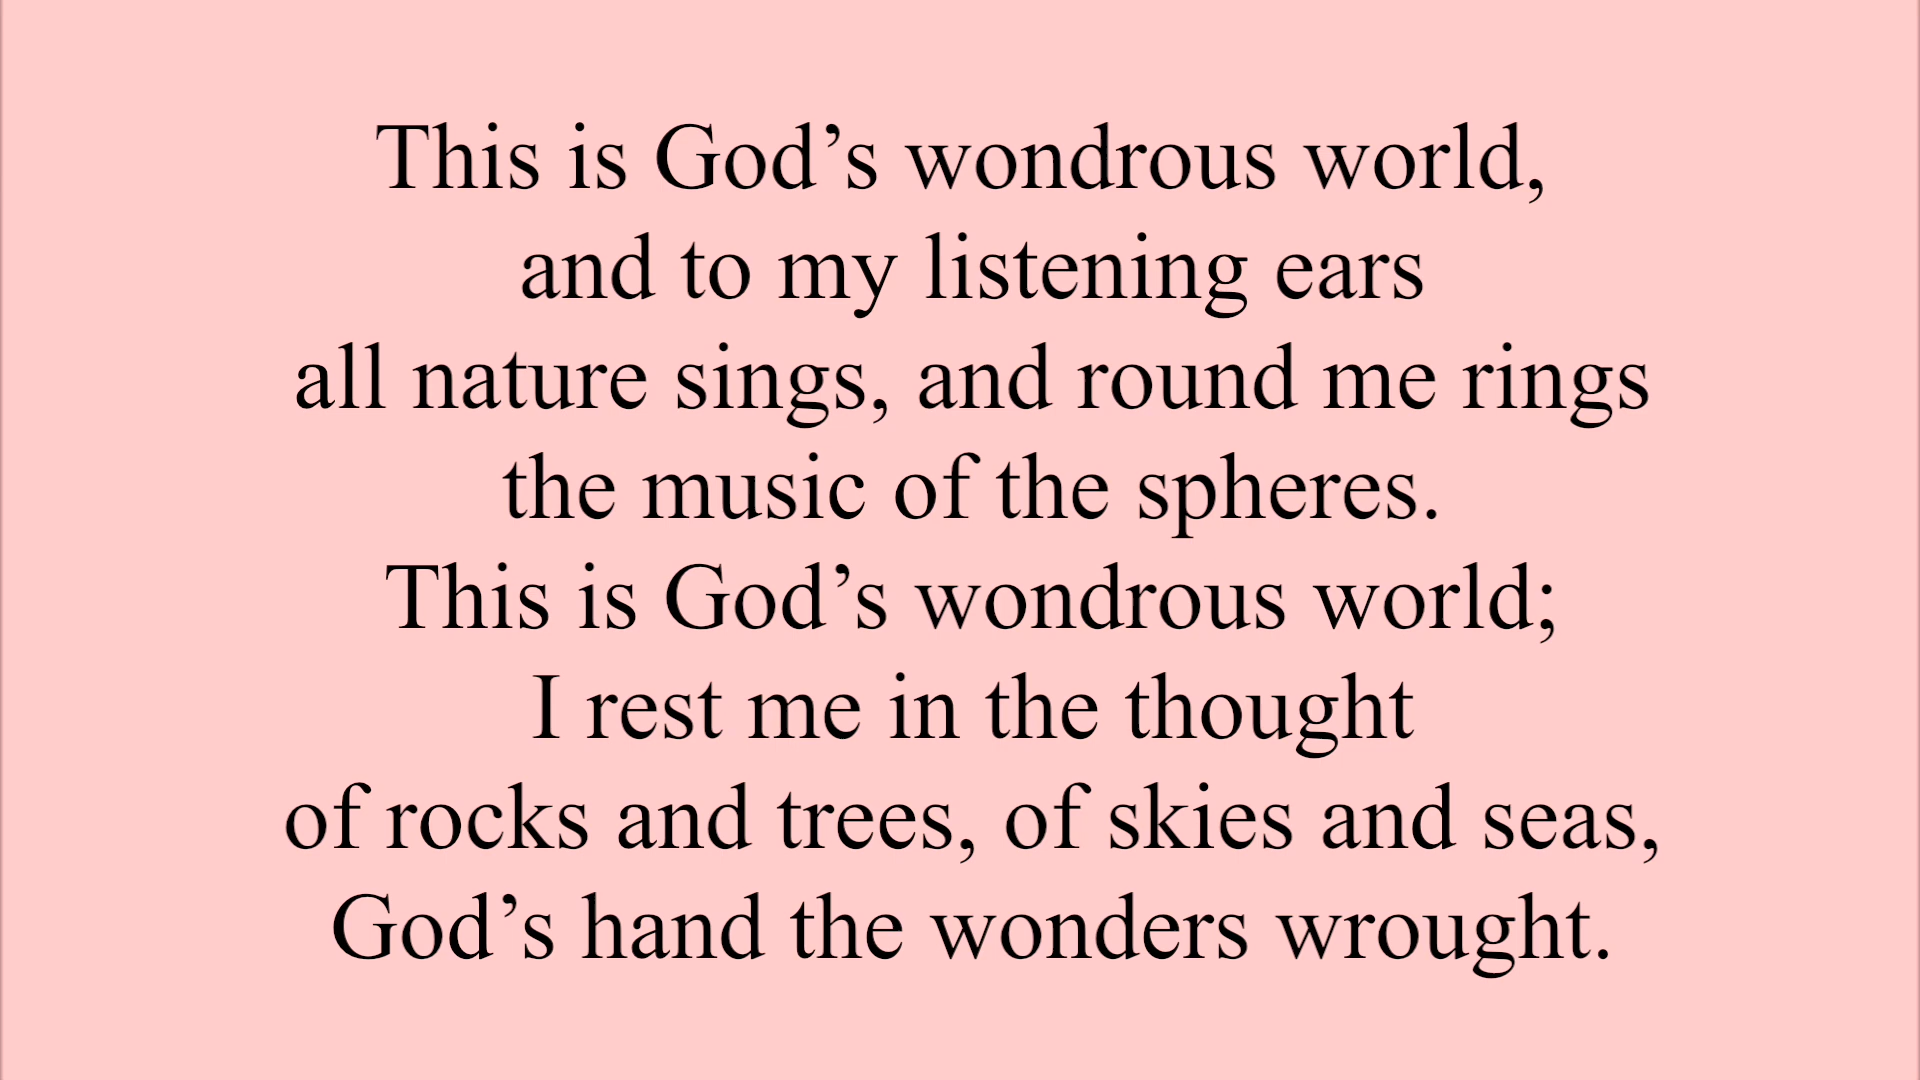 This is God’s wondrous world,
and to my listening ears
all nature sings, and round me rings
the music of the spheres.
This is God’s wondrous world;
I rest me in the thought
of rocks and trees, of skies and seas,
God’s hand the wonders wrought.